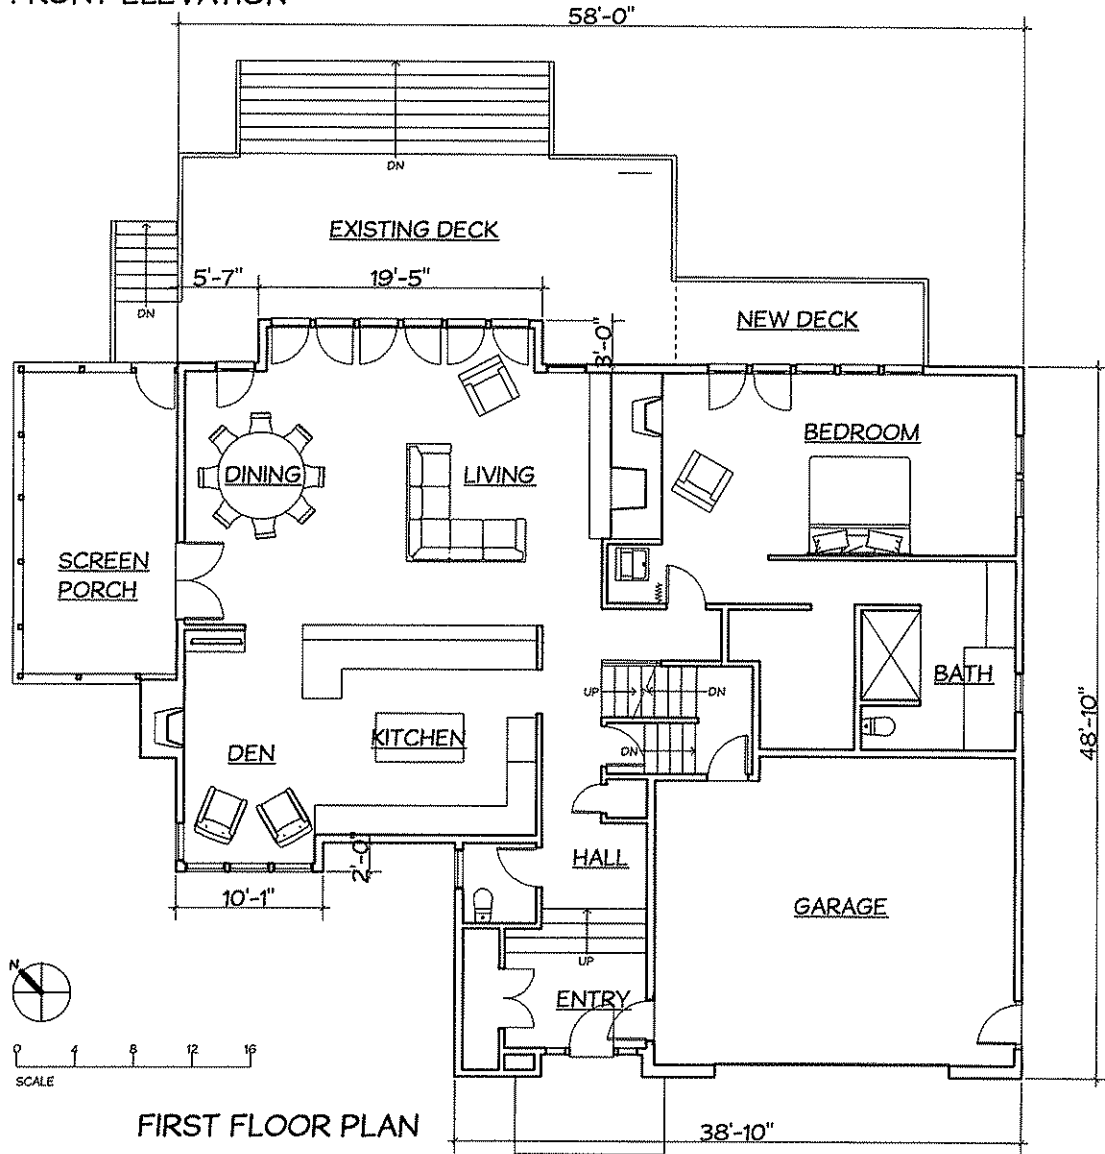 FRONT ELEVATION
58'-0"
DN
EXISTING DECK
5'-7" 19'-5"
DN
3'-0"
NEW DECK
BEDROOM
DINING
LIVING
SCREEN
PORCH
BATH
UP
DN
KITCHEN
DEN
DN
48'-10"
2'-0"
HALL
10'-1"
GARAGE
UP
N
ENTRY
0 4 8 12 16
SCALE
FIRST FLOOR PLAN
38'-10"